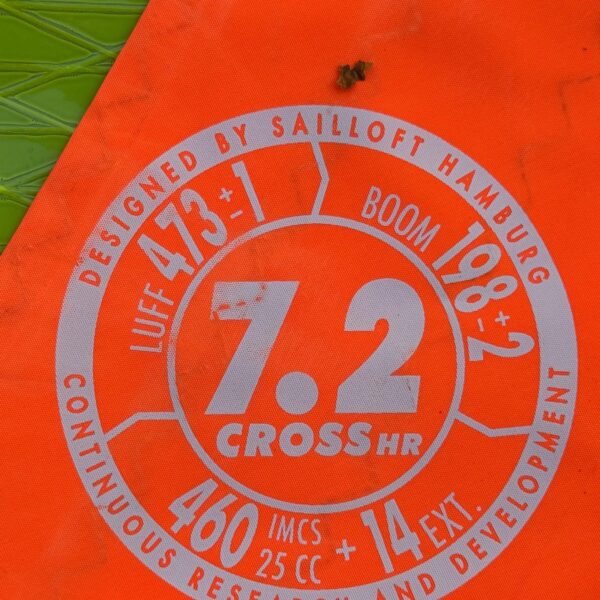 DESIGNED BY SAILLOFT HAMBURG
LUFF 473 +-1
BOOM 198 +-2
7.2
CROSS HR
460 IMCS 25 CC + 14 EXT.
CONTINUOUS RESEARCH AND DEVELOPMENT